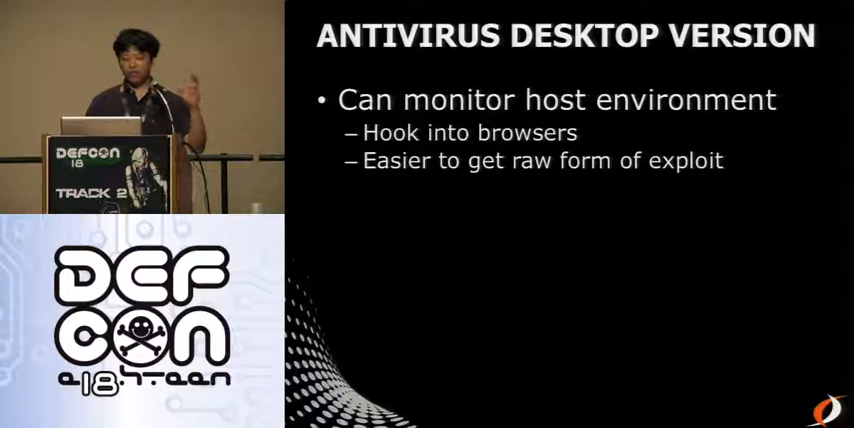 ANTIVIRUS DESKTOP VERSION
• Can monitor host environment
– Hook into browsers
– Easier to get raw form of exploit
DEFCON
18
TRACK 2
DEF
CON
e18hteen